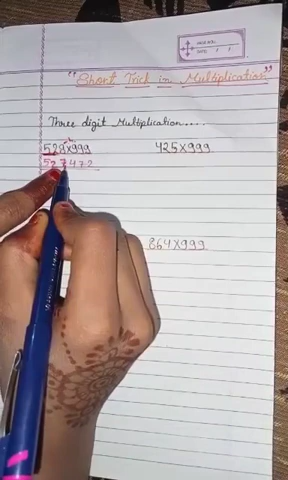 "Short Trick in Multiplication"
Three digit Multiplication....
528x999 425x999.
527472
864x999.